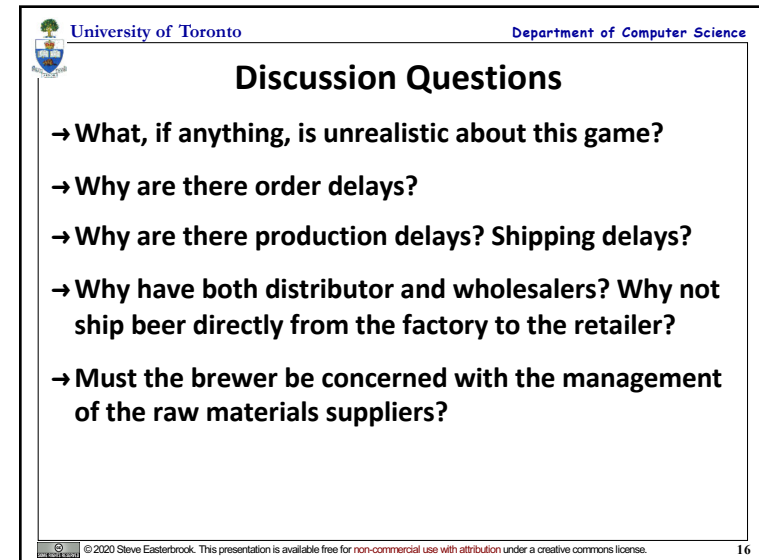 University of Toronto
Department of Computer Science
Discussion Questions
→ What, if anything, is unrealistic about this game?
→ Why are there order delays?
→ Why are there production delays? Shipping delays?
→ Why have both distributor and wholesalers? Why not
ship beer directly from the factory to the retailer?
→ Must the brewer be concerned with the management
of the raw materials suppliers?
© 2020 Steve Easterbrook. This presentation is available free for non-commercial use with attribution under a creative commons license.
16